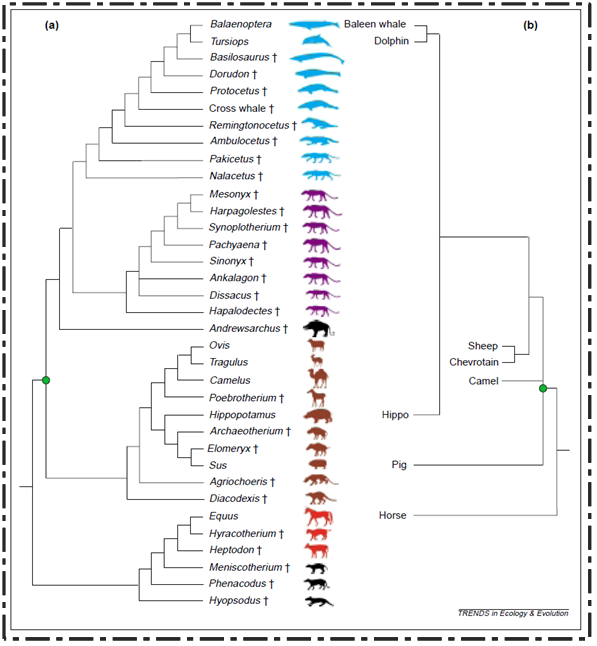 (a)
(b)
Balaenoptera
Baleen whale
Tursiops
Dolphin
Basilosaurus †
Dorudon †
Protocetus †
Cross whale †
Remingtonocetus †
Ambulocetus †
Pakicetus †
Nalacetus †
Mesonyx †
Harpagolestes †
Synoplotherium †
Pachyaena †
Sinonyx †
Ankalagon †
Dissacus †
Hapalodectes †
Andrewsarchus †
Ovis
Sheep
Tragulus
Chevrotain
Camelus
Camel
Poebrotherium †
Hippopotamus
Hippo
Archaeotherium †
Elomeryx †
Sus
Pig
Agriochoeris †
Diacodexis †
Equus
Horse
Hyracotherium †
Heptodon †
Meniscotherium †
Phenacodus †
Hyopsodus †
TRENDS in Ecology & Evolution